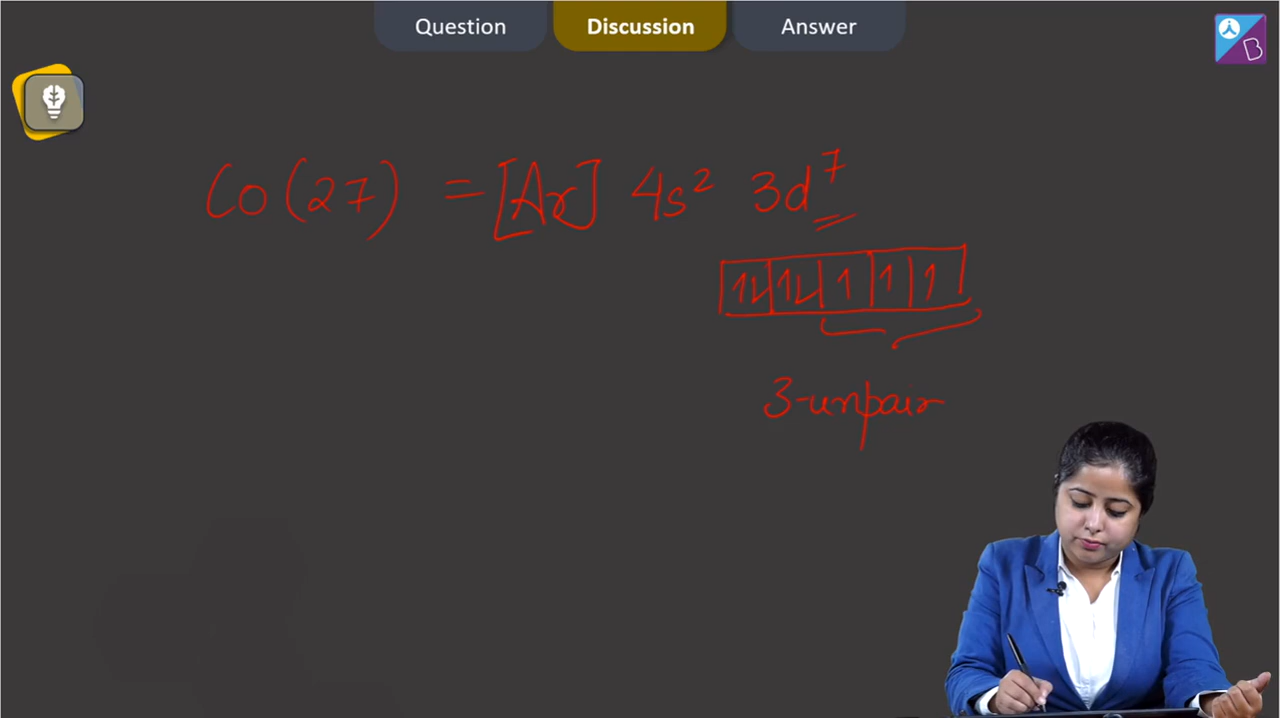 Question Discussion Answer
B
Co(27) = [Ar] 4s² 3d⁷
1L 1L 1 1 1
3-unpair